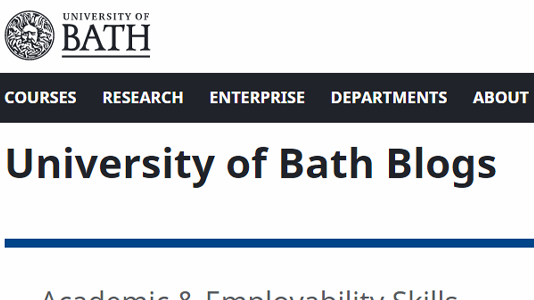 UNIVERSITY OF
BATH
COURSES RESEARCH ENTERPRISE DEPARTMENTS ABOUT
University of Bath Blogs
Academic & Employability Skills